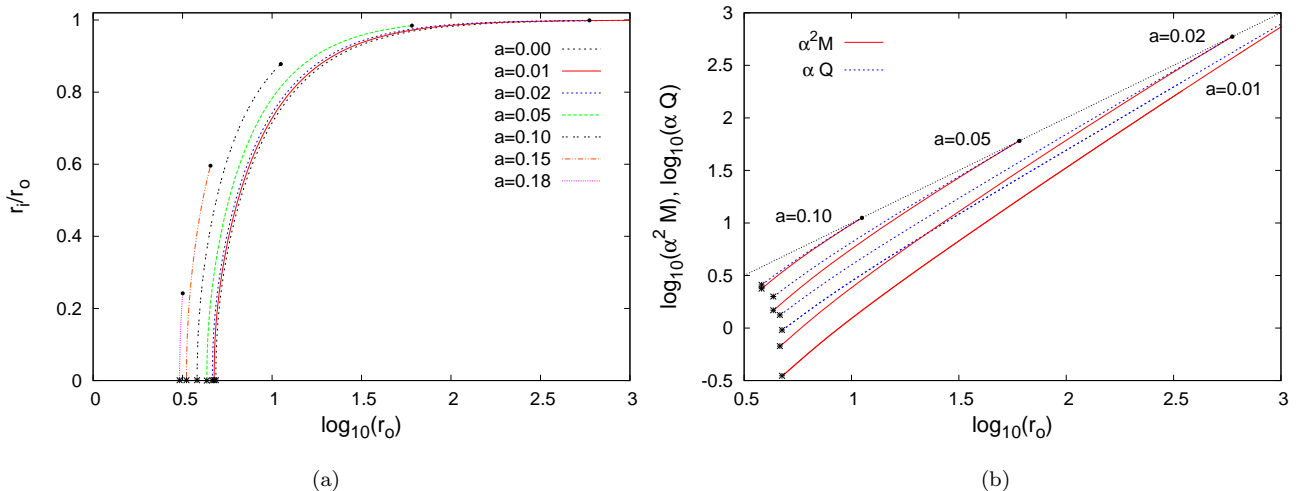 1
0.8
0.6
0.4
0.2
0
0 0.5 1 1.5 2 2.5 3
r_i/r_o
log₁₀(r_o)
a=0.00
a=0.01
a=0.02
a=0.05
a=0.10
a=0.15
a=0.18
(a)
3
2.5
2
1.5
1
0.5
0
-0.5
0.5 1 1.5 2 2.5 3
log₁₀(α² M), log₁₀(α Q)
log₁₀(r_o)
α²M
α Q
a=0.02
a=0.01
a=0.05
a=0.10
(b)